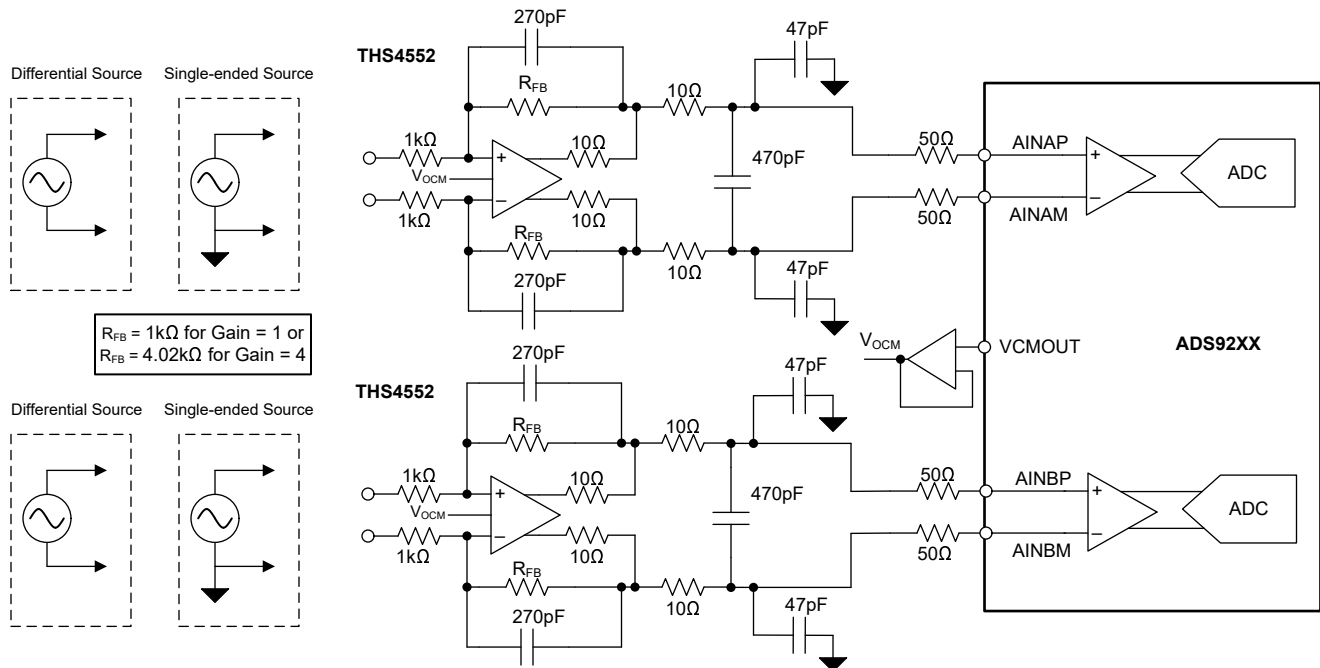 Differential Source
Single-ended Source
THS4552
270pF
R_FB
1kΩ
V_OCM
1kΩ
10Ω
10Ω
R_FB
270pF
10Ω
10Ω
47pF
470pF
47pF
50Ω
50Ω
AINAP
AINAM
+
−
+
−
ADC
R_FB = 1kΩ for Gain = 1 or
R_FB = 4.02kΩ for Gain = 4
V_OCM
VCMOUT
ADS92XX
Differential Source
Single-ended Source
THS4552
270pF
R_FB
1kΩ
V_OCM
1kΩ
10Ω
10Ω
R_FB
270pF
10Ω
10Ω
47pF
470pF
47pF
50Ω
50Ω
AINBP
AINBM
+
−
+
−
ADC